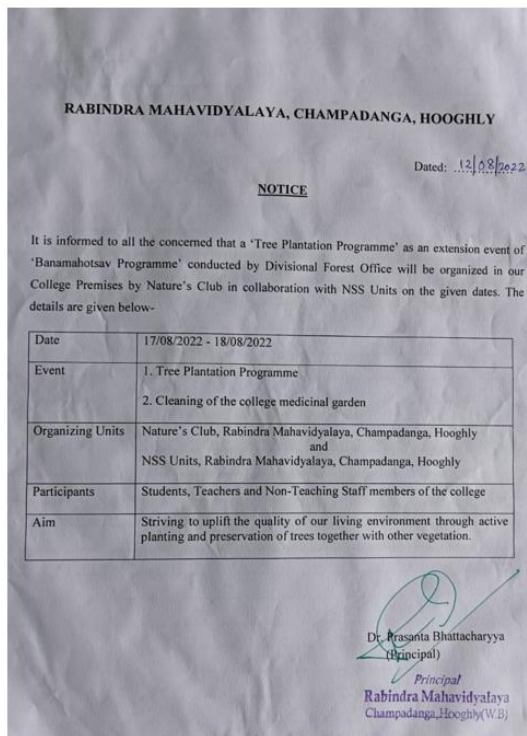 RABINDRA MAHAVIDYALAYA, CHAMPADANGA, HOOGHLY
Dated: 12/08/2022
NOTICE
It is informed to all the concerned that a 'Tree Plantation Programme' as an extension event of
'Banamahotsav Programme' conducted by Divisional Forest Office will be organized in our
College Premises by Nature's Club in collaboration with NSS Units on the given dates. The
details are given below-
Date 17/08/2022 - 18/08/2022
Event 1. Tree Plantation Programme
2. Cleaning of the college medicinal garden
Organizing Units Nature's Club, Rabindra Mahavidyalaya, Champadanga, Hooghly
and
NSS Units, Rabindra Mahavidyalaya, Champadanga, Hooghly
Participants Students, Teachers and Non-Teaching Staff members of the college
Aim Striving to uplift the quality of our living environment through active
planting and preservation of trees together with other vegetation.
Dr. Prasanta Bhattacharyya
(Principal)
Principal
Rabindra Mahavidyalaya
Champadanga,Hooghly(W.B)